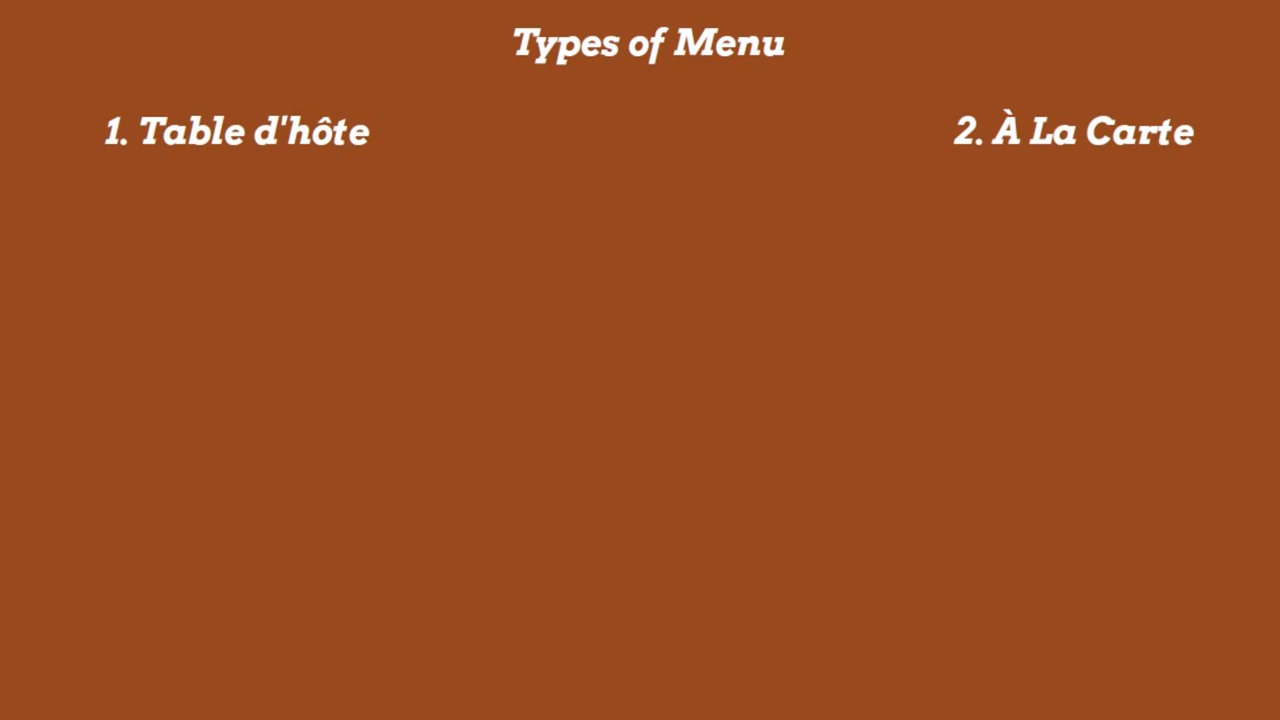 Types of Menu
1. Table d'hôte
2. À La Carte